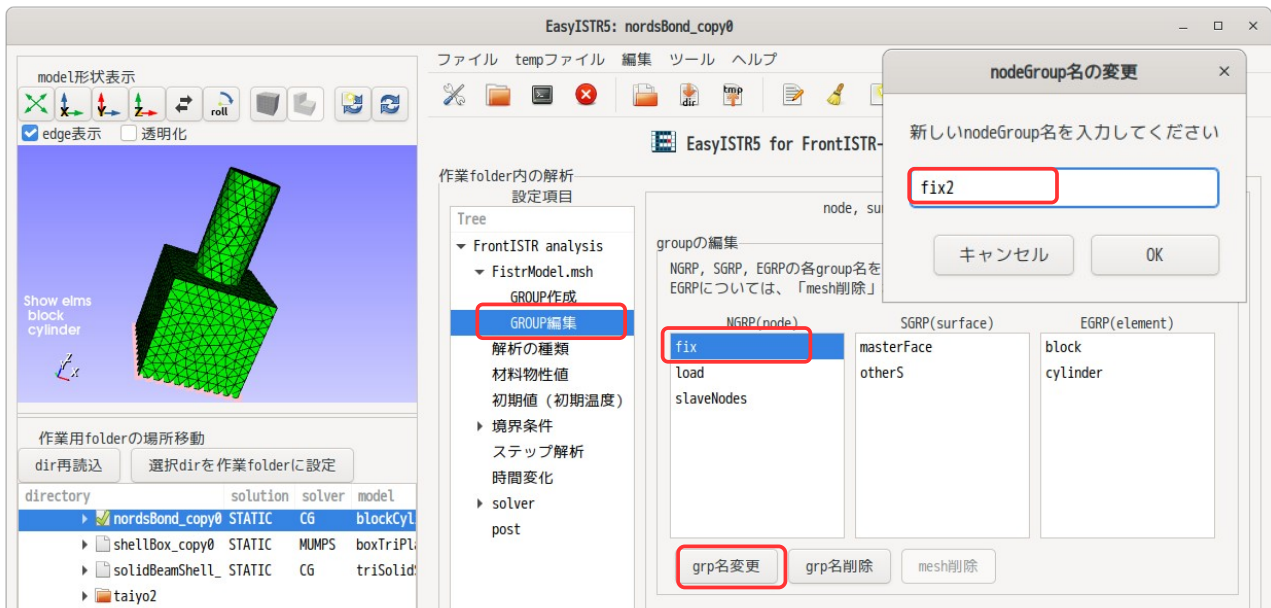 EasyISTR5: nordsBond_copy0
model形状表示
roll
edge表示 透明化
Show elms
block
cylinder
Z
X
作業用folderの場所移動
dir再読込 選択dirを作業folderに設定
directory solution solver model
nordsBond_copy0 STATIC CG blockCyl
shellBox_copy0 STATIC MUMPS boxTriPl
solidBeamShell_ STATIC CG triSolid
taiyo2
ファイル tempファイル 編集 ツール ヘルプ
dir tmp
EasyISTR5 for FrontISTR-
作業folder内の解析
設定項目
Tree
FrontISTR analysis
FistrModel.msh
GROUP作成
GROUP編集
解析の種類
材料物性値
初期値 (初期温度)
境界条件
ステップ解析
時間変化
solver
post
node, su
groupの編集
NGRP, SGRP, EGRPの各group名を
EGRPについては、「mesh削除」
NGRP(node) SGRP(surface) EGRP(element)
fix masterFace block
load otherS cylinder
slaveNodes
grp名変更 grp名削除 mesh削除
nodeGroup名の変更
新しいnodeGroup名を入力してください
fix2
キャンセル OK